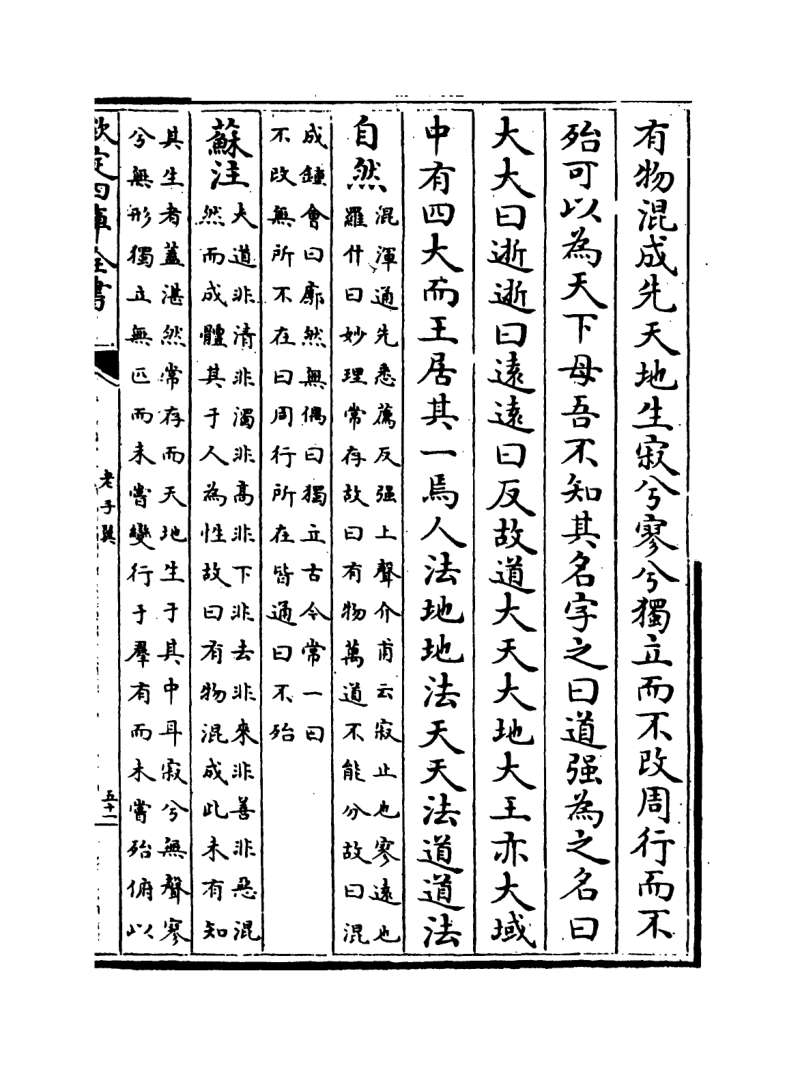 有物混成先天地生寂兮寥兮獨立而不改周行而不
殆可以為天下母吾不知其名字之曰道强為之名曰
大大曰逝逝曰遠遠曰反故道大天大地大王亦大域
中有四大而王居其一焉人法地地法天天法道道法
自然
混渾通先悉薦反强上聲介甫云寂止也寥遠也
羅什曰妙理常存故曰有物萬道不能分故曰混
成鍾會曰廓然無偶曰獨立古今常一曰
不改無所不在曰周行所在皆通曰不殆
蘇注
大道非清非濁非高非下非去非來非善非惡混
然而成體其于人為性故曰有物混成此未有知
其生者蓋湛然常存而天地生于其中耳寂兮無聲寥
兮無形獨立無匹而未嘗變行于羣有而未嘗殆俯以
欽定四庫全書
老子翼
五十一